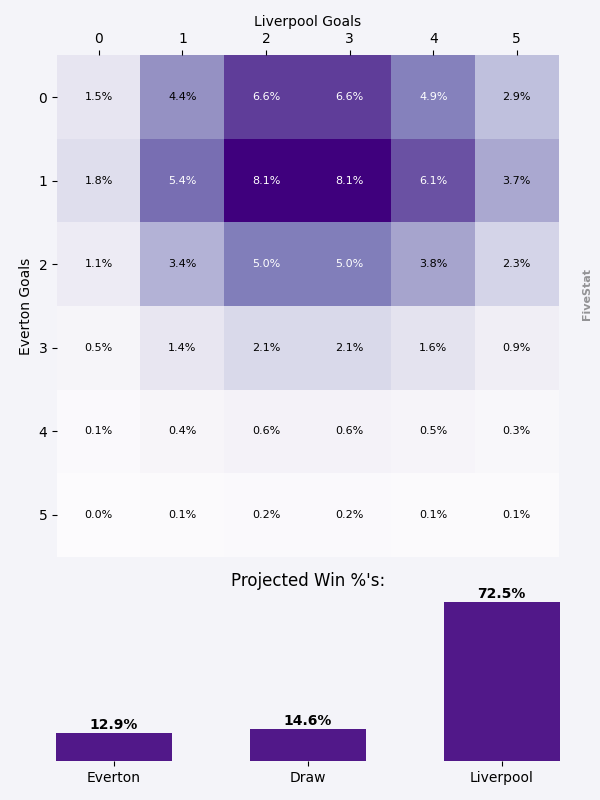 Liverpool Goals
0 1 2 3 4 5
0 1.5% 4.4% 6.6% 6.6% 4.9% 2.9%
1 1.8% 5.4% 8.1% 8.1% 6.1% 3.7%
2 1.1% 3.4% 5.0% 5.0% 3.8% 2.3%
3 0.5% 1.4% 2.1% 2.1% 1.6% 0.9%
4 0.1% 0.4% 0.6% 0.6% 0.5% 0.3%
5 0.0% 0.1% 0.2% 0.2% 0.1% 0.1%
Everton Goals
FiveStat
Projected Win %'s:
12.9% 14.6% 72.5%
Everton Draw Liverpool